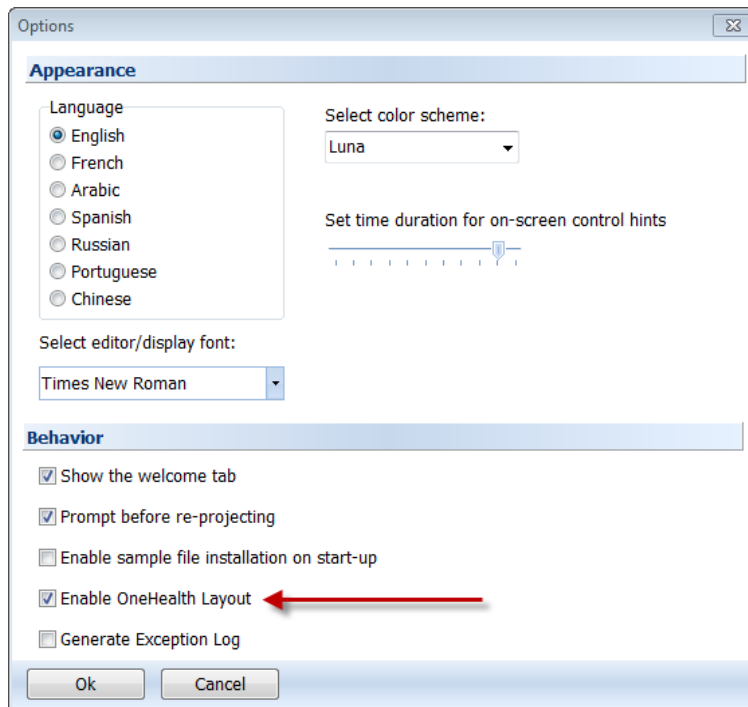 Options
Appearance
Language
English
French
Arabic
Spanish
Russian
Portuguese
Chinese
Select color scheme:
Luna
Set time duration for on-screen control hints
Select editor/display font:
Times New Roman
Behavior
Show the welcome tab
Prompt before re-projecting
Enable sample file installation on start-up
Enable OneHealth Layout
Generate Exception Log
Ok
Cancel